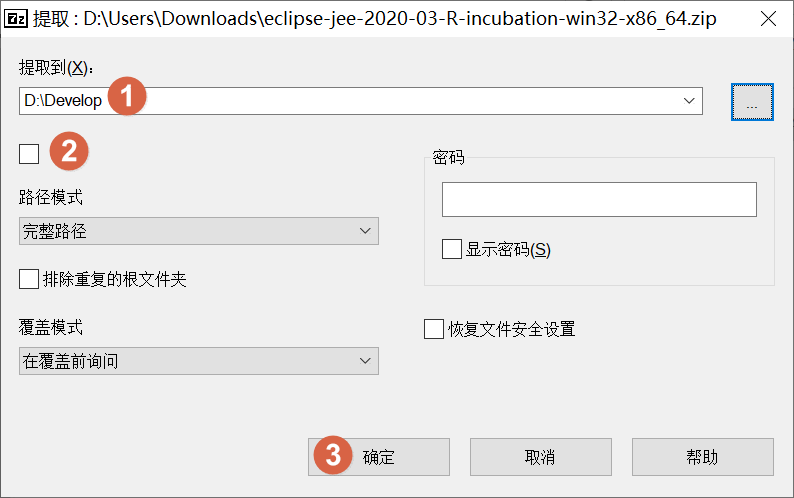 7z 提取 : D:\Users\Downloads\eclipse-jee-2020-03-R-incubation-win32-x86_64.zip
提取到(X):
D:\Develop 1 ...
2
密码
路径模式
完整路径
显示密码(S)
排除重复的根文件夹
覆盖模式
恢复文件安全设置
在覆盖前询问
3 确定 取消 帮助